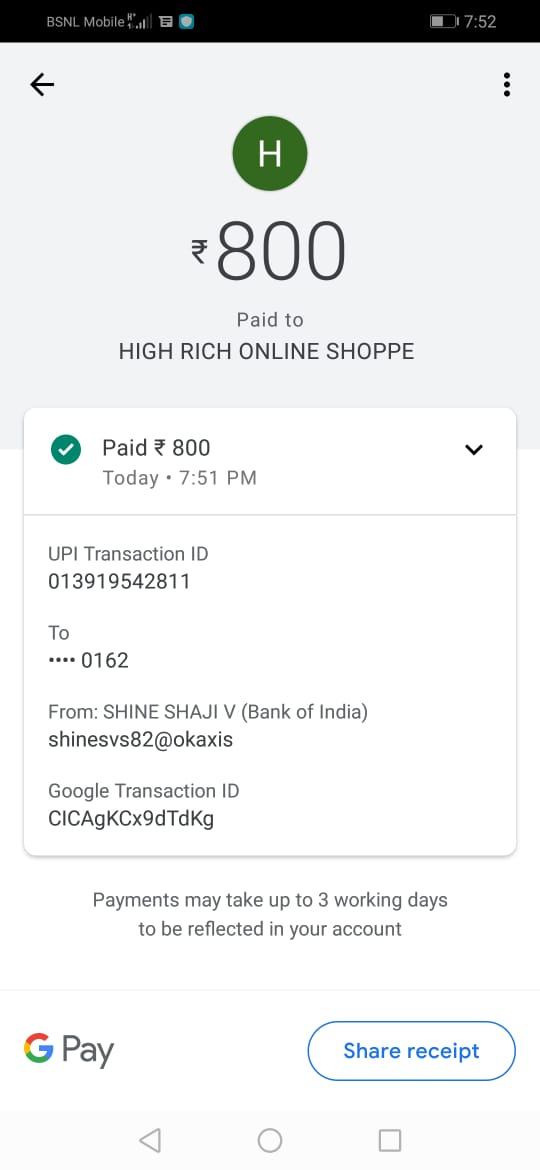 BSNL Mobile 7:52
H
₹800
Paid to
HIGH RICH ONLINE SHOPPE
Paid ₹ 800
Today • 7:51 PM
UPI Transaction ID
013919542811
To
•••• 0162
From: SHINE SHAJI V (Bank of India)
shinesvs82@okaxis
Google Transaction ID
CICAgKCx9dTdKg
Payments may take up to 3 working days
to be reflected in your account
G Pay
Share receipt